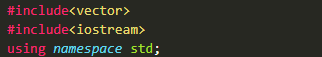 #include<vector>
#include<iostream>
using namespace std;